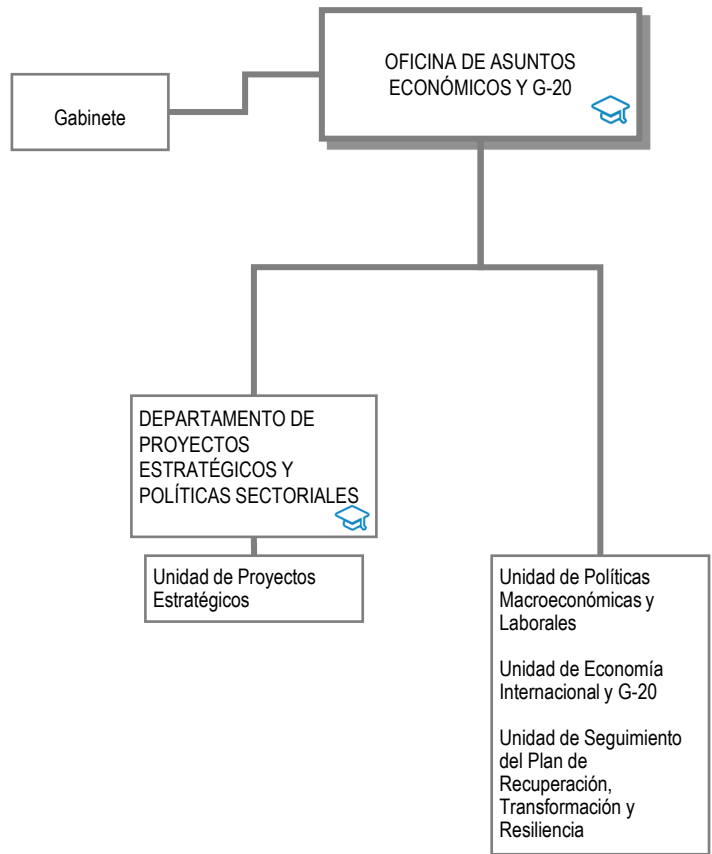 OFICINA DE ASUNTOS
ECONÓMICOS Y G-20
Gabinete
DEPARTAMENTO DE
PROYECTOS
ESTRATÉGICOS Y
POLÍTICAS SECTORIALES
Unidad de Proyectos
Estratégicos
Unidad de Políticas
Macroeconómicas y
Laborales
Unidad de Economía
Internacional y G-20
Unidad de Seguimiento
del Plan de
Recuperación,
Transformación y
Resiliencia